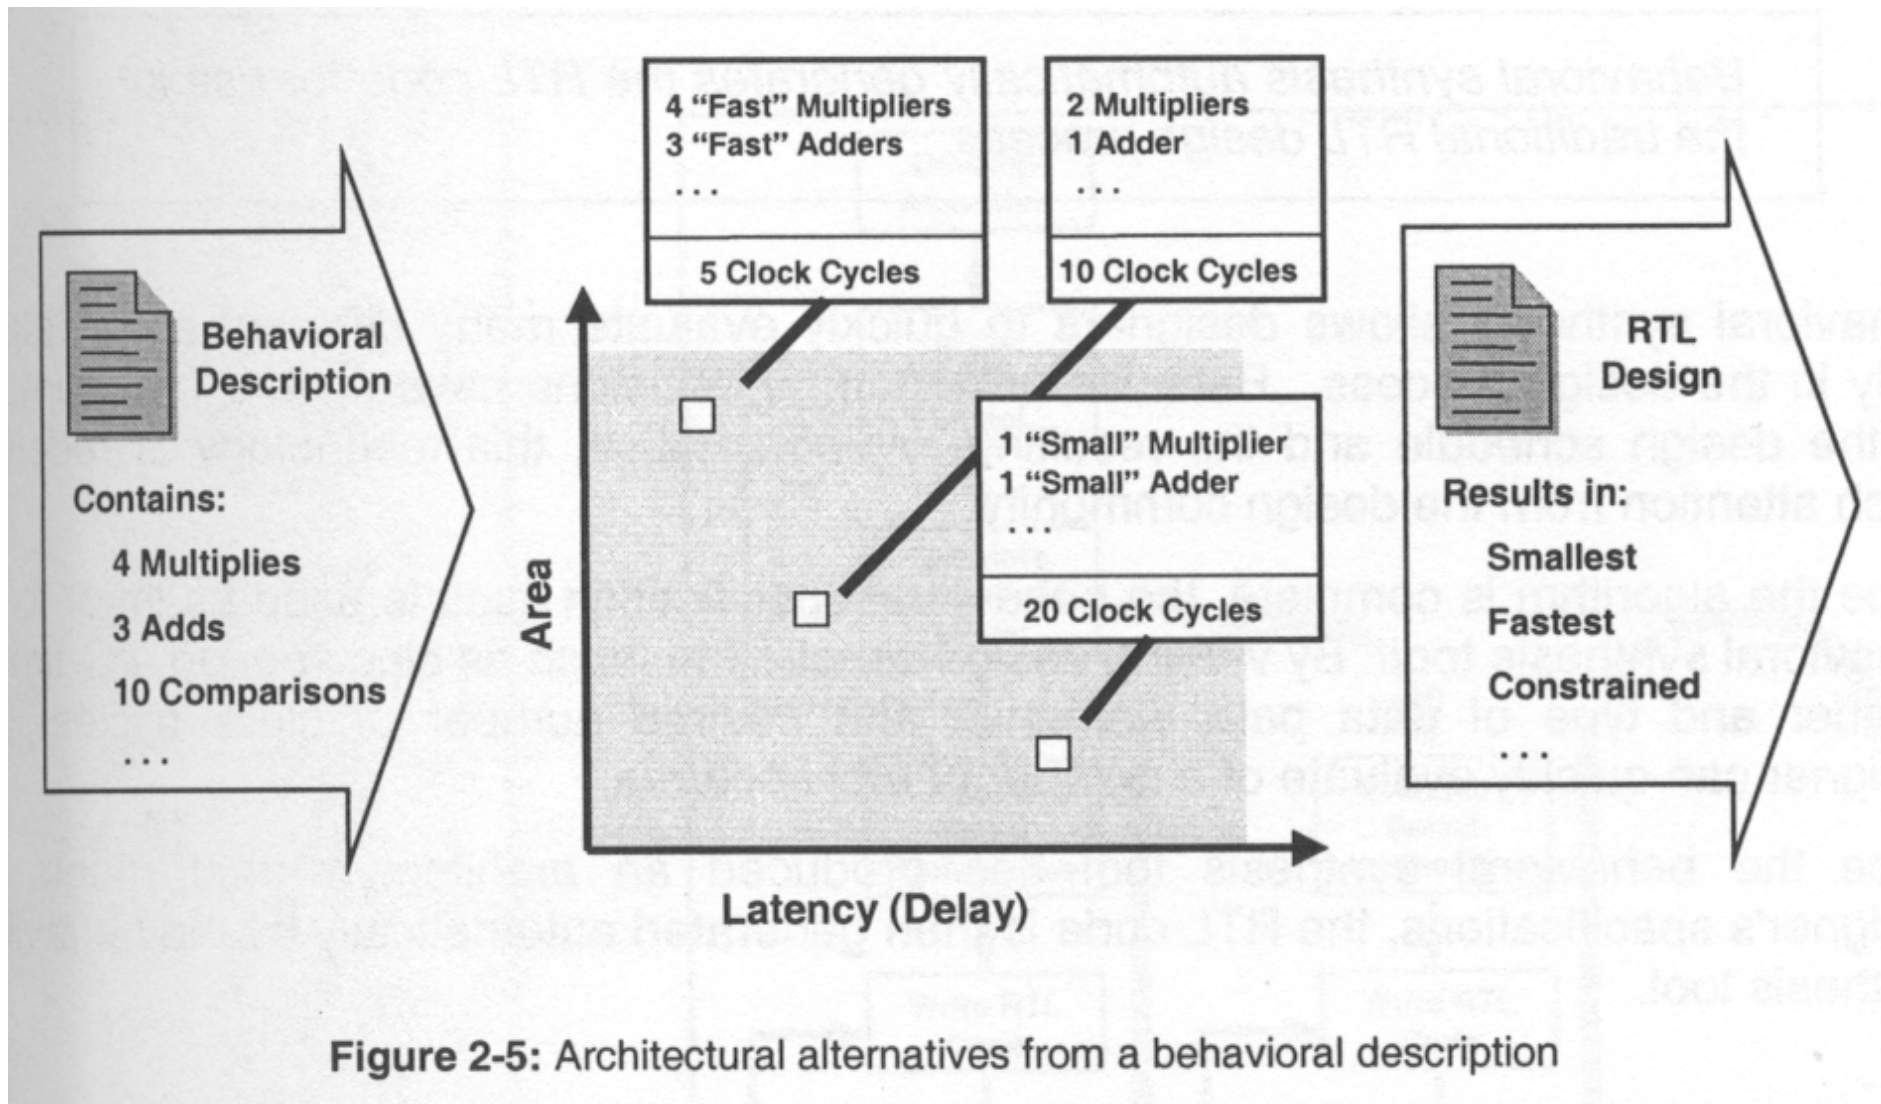 4 “Fast” Multipliers
3 “Fast” Adders
. . .
5 Clock Cycles
2 Multipliers
1 Adder
. . .
10 Clock Cycles
Behavioral
Description
Contains:
4 Multiplies
3 Adds
10 Comparisons
. . .
Area
1 “Small” Multiplier
1 “Small” Adder
. . .
20 Clock Cycles
Latency (Delay)
RTL
Design
Results in:
Smallest
Fastest
Constrained
. . .
Figure 2-5: Architectural alternatives from a behavioral description